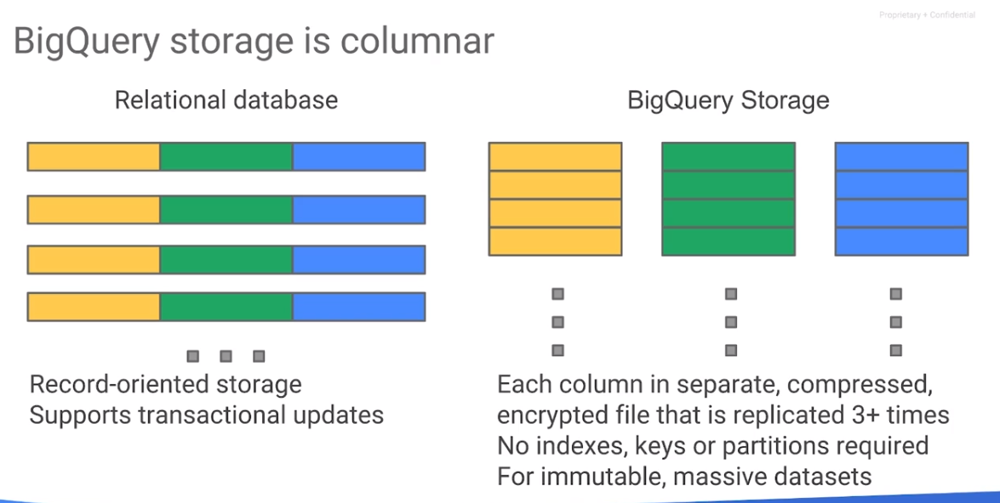 Proprietary + Confidential
BigQuery storage is columnar
Relational database
BigQuery Storage
Record-oriented storage
Supports transactional updates
Each column in separate, compressed,
encrypted file that is replicated 3+ times
No indexes, keys or partitions required
For immutable, massive datasets